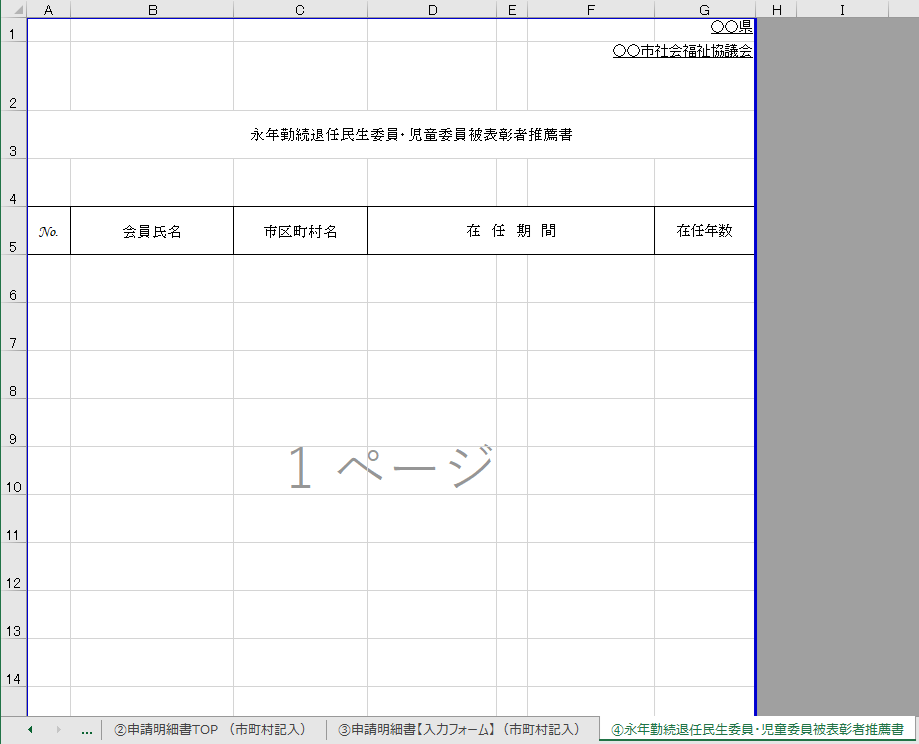 A B C D E F G H I
1 〇〇県
〇〇市社会福祉協議会
2
3 永年勤続退任民生委員・児童委員被表彰者推薦書
4
5 No. 会員氏名 市区町村名 在 任 期 間 在任年数
6
7
8
9
1 ページ
10
11
12
13
14
... ②申請明細書TOP （市町村記入） ③申請明細書【入力フォーム】（市町村記入） ④永年勤続退任民生委員・児童委員被表彰者推薦書